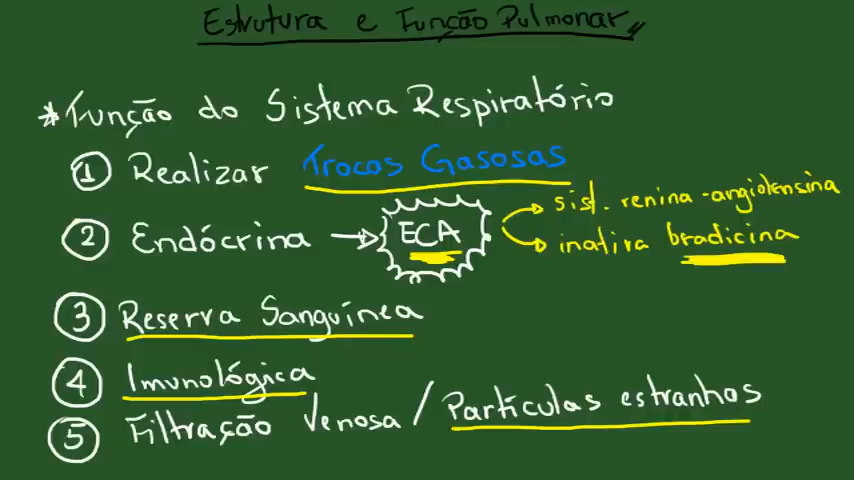 Estrutura e Função Pulmonar
*Função do Sistema Respiratório
1 Realizar Trocas Gasosas
2 Endócrina → ECA
→ sist. renina-angiotensina
→ inativa bradicina
3 Reserva Sanguínea
4 Imunológica
5 Filtração Venosa / Partículas estranhas